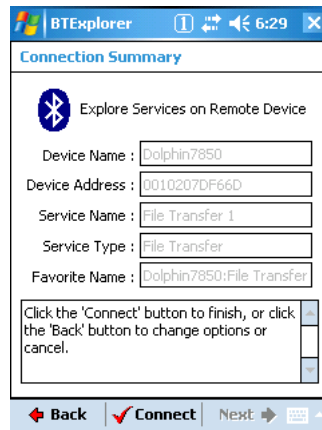 BTExplorer 1 6:29
Connection Summary
Explore Services on Remote Device
Device Name : Dolphin7850
Device Address : 0010207DF66D
Service Name : File Transfer 1
Service Type : File Transfer
Favorite Name : Dolphin7850:File Transfer
Click the 'Connect' button to finish, or click
the 'Back' button to change options or
cancel.
Back Connect Next